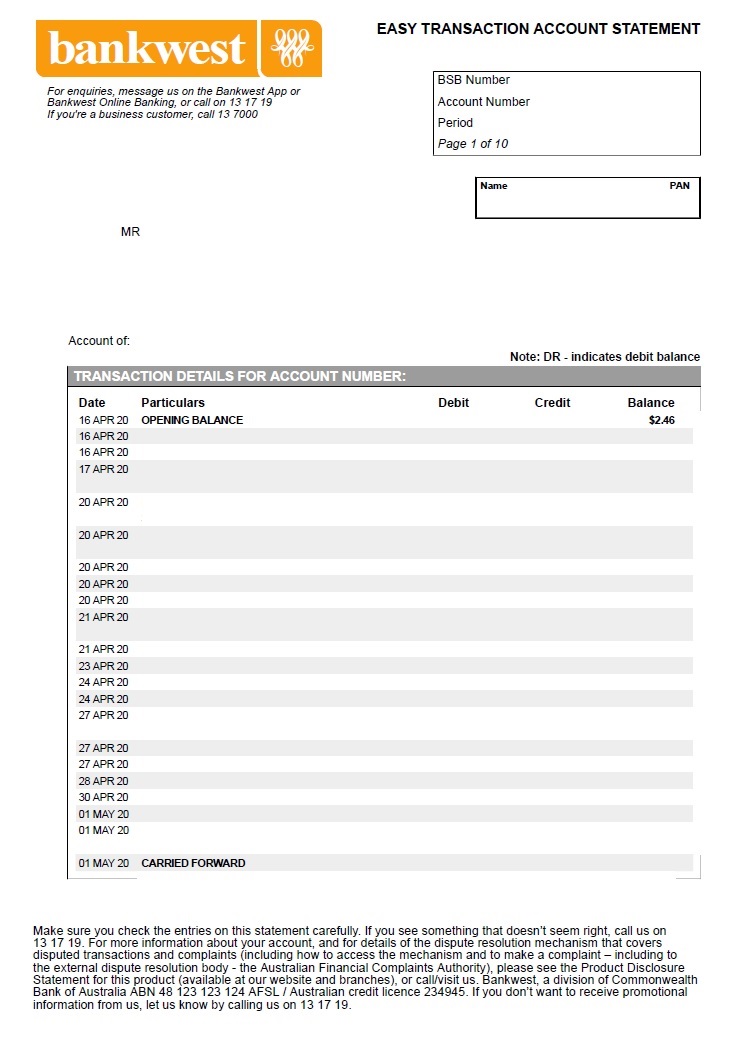 bankwest
EASY TRANSACTION ACCOUNT STATEMENT
For enquiries, message us on the Bankwest App or
Bankwest Online Banking, or call on 13 17 19
If you're a business customer, call 13 7000
BSB Number
Account Number
Period
Page 1 of 10
Name PAN
MR
Account of:
Note: DR - indicates debit balance
TRANSACTION DETAILS FOR ACCOUNT NUMBER:
Date Particulars Debit Credit Balance
16 APR 20 OPENING BALANCE $2.46
16 APR 20
16 APR 20
17 APR 20
20 APR 20
20 APR 20
20 APR 20
20 APR 20
20 APR 20
21 APR 20
21 APR 20
23 APR 20
24 APR 20
24 APR 20
27 APR 20
27 APR 20
27 APR 20
28 APR 20
30 APR 20
01 MAY 20
01 MAY 20
01 MAY 20 CARRIED FORWARD
Make sure you check the entries on this statement carefully. If you see something that doesn’t seem right, call us on
13 17 19. For more information about your account, and for details of the dispute resolution mechanism that covers
disputed transactions and complaints (including how to access the mechanism and to make a complaint – including to
the external dispute resolution body - the Australian Financial Complaints Authority), please see the Product Disclosure
Statement for this product (available at our website and branches), or call/visit us. Bankwest, a division of Commonwealth
Bank of Australia ABN 48 123 123 124 AFSL / Australian credit licence 234945. If you don’t want to receive promotional
information from us, let us know by calling us on 13 17 19.